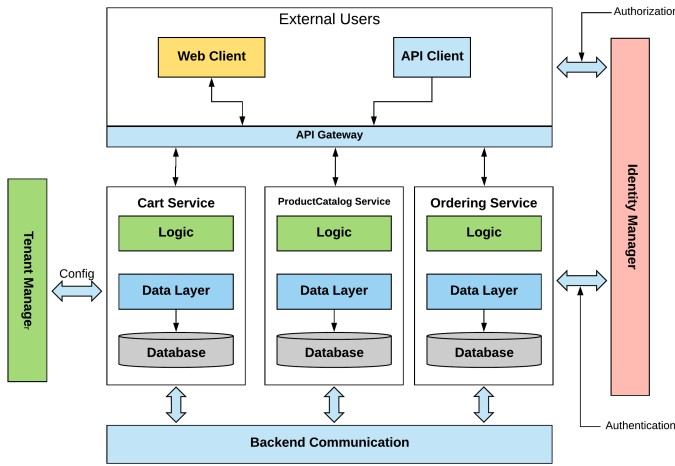 External Users
Authorization
Web Client
API Client
API Gateway
Cart Service
ProductCatalog Service
Ordering Service
Logic
Logic
Logic
Identity Manager
Tenant Manager
Config
Data Layer
Data Layer
Data Layer
Database
Database
Database
Authentication
Backend Communication